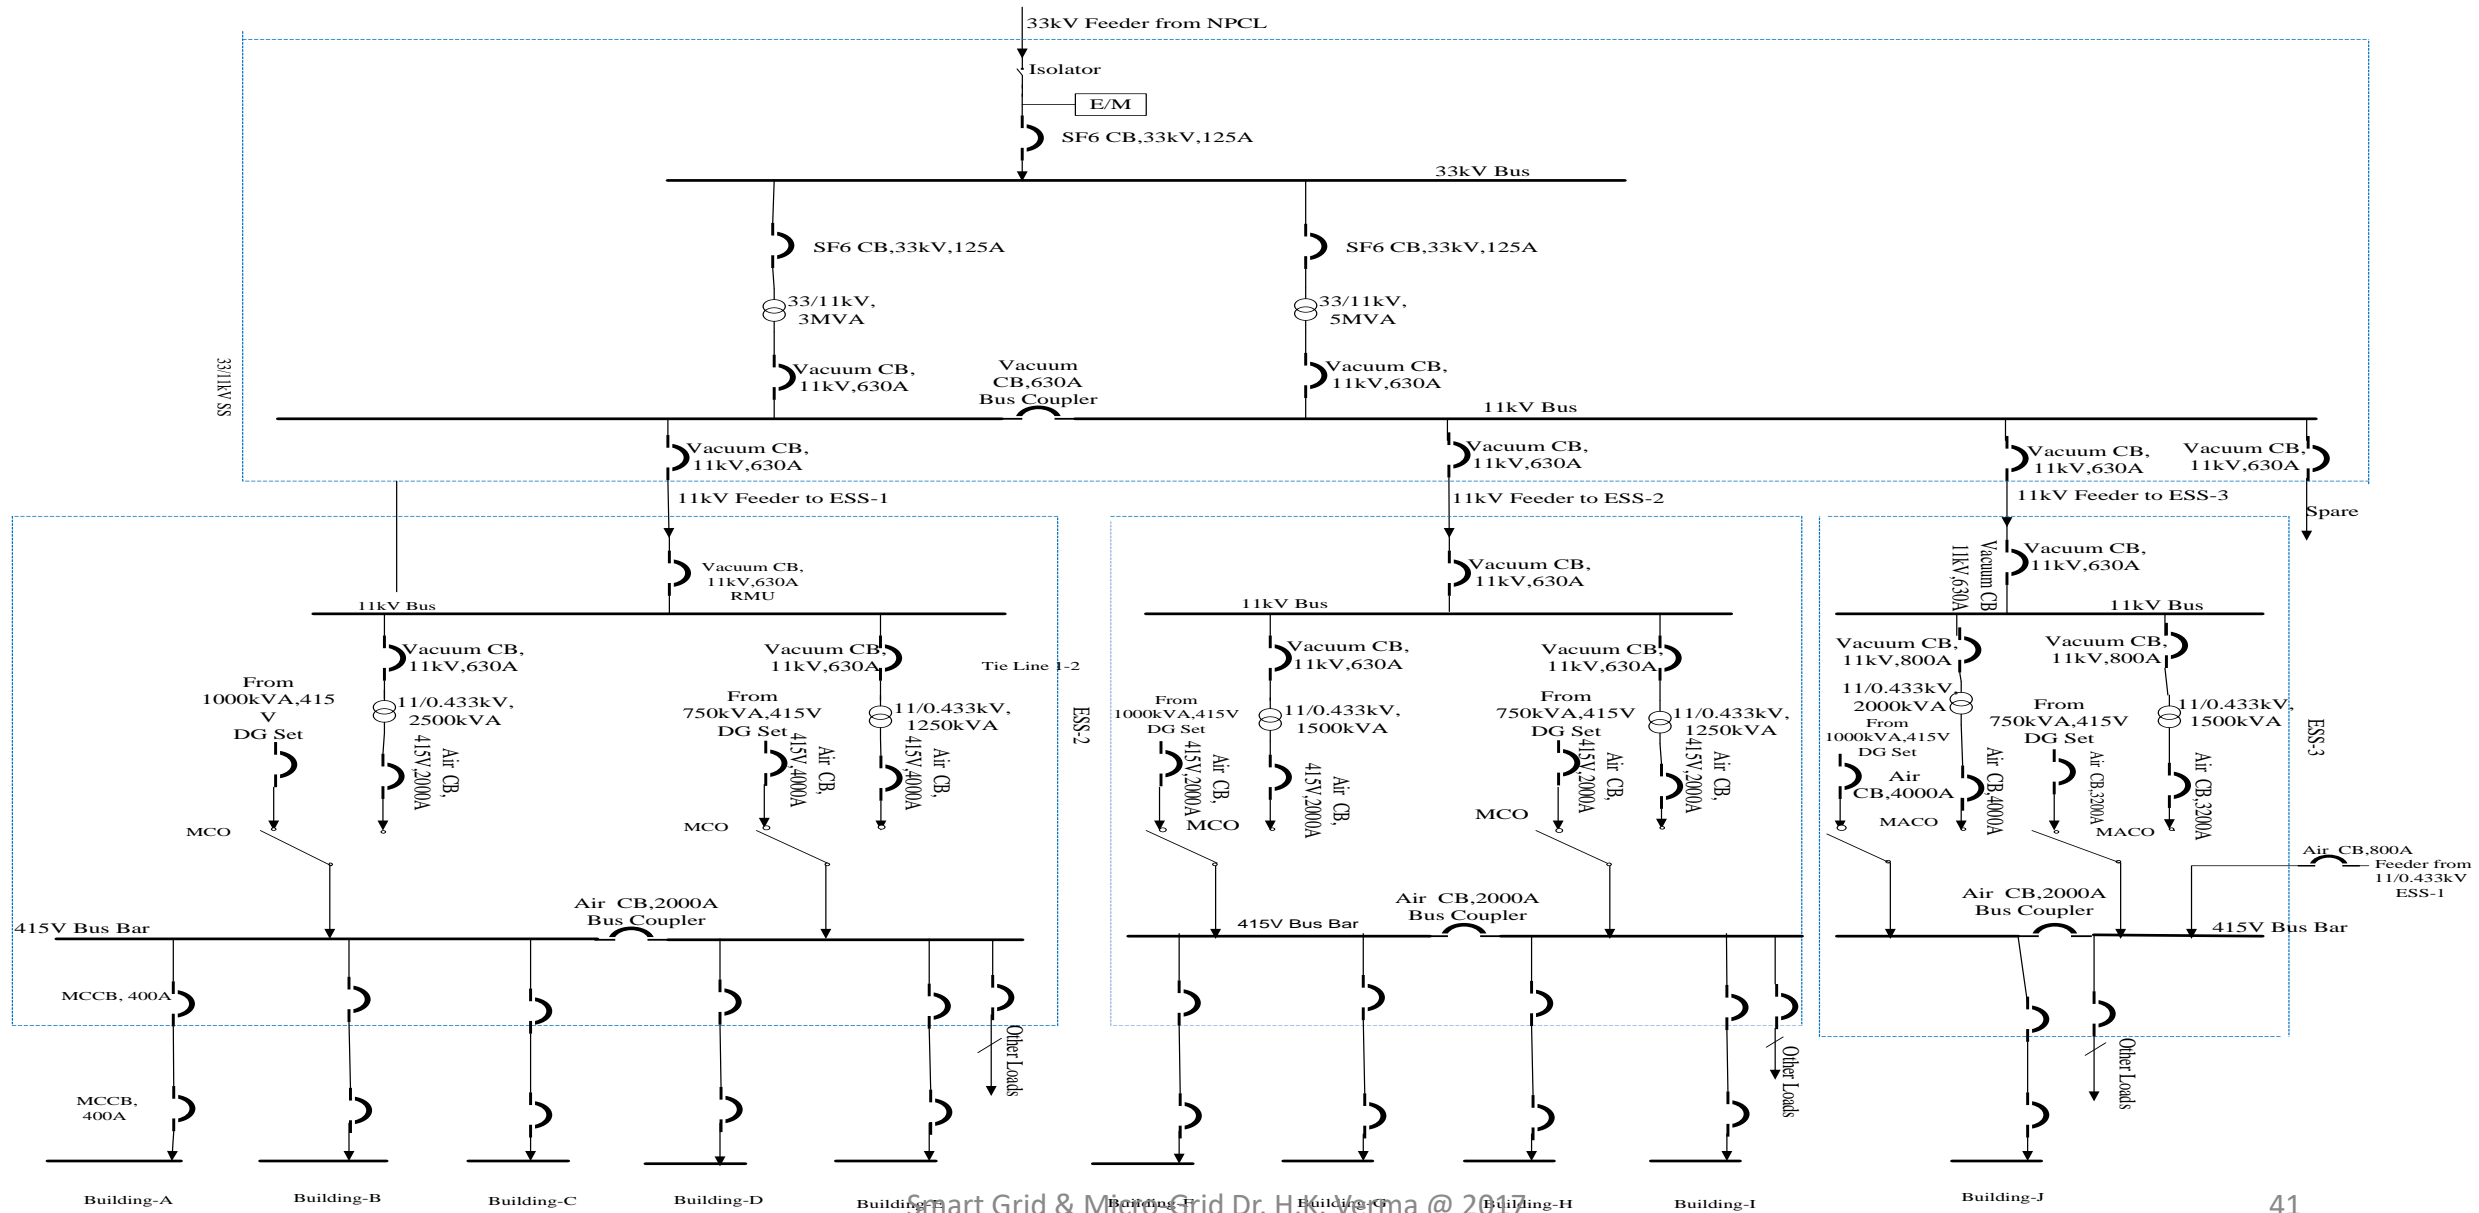 33kV Feeder from NPCL
Isolator
E/M
SF6 CB,33kV,125A
33kV Bus
SF6 CB,33kV,125A
SF6 CB,33kV,125A
33/11kV,
3MVA
33/11kV,
5MVA
33/11kV SS
Vacuum CB,
11kV,630A
Vacuum
CB,630A
Bus Coupler
Vacuum CB,
11kV,630A
11kV Bus
Vacuum CB,
11kV,630A
Vacuum CB,
11kV,630A
Vacuum CB,
11kV,630A
Vacuum CB,
11kV,630A
11kV Feeder to ESS-1
11kV Feeder to ESS-2
11kV Feeder to ESS-3
Spare
Vacuum CB,
11kV,630A
RMU
Vacuum CB,
11kV,630A
Vacuum CB
11kV,630A
Vacuum CB,
11kV,630A
11kV Bus
11kV Bus
11kV Bus
Vacuum CB,
11kV,630A
Vacuum CB,
11kV,630A
Tie Line 1-2
Vacuum CB,
11kV,630A
Vacuum CB,
11kV,630A
Vacuum CB,
11kV,800A
Vacuum CB,
11kV,800A
From
1000kVA,415
V
DG Set
11/0.433kV,
2500kVA
From
750kVA,415V
DG Set
11/0.433kV,
1250kVA
ESS-2
From
1000kVA,415V
DG Set
11/0.433kV,
1500kVA
From
750kVA,415V
DG Set
11/0.433kV,
1250kVA
11/0.433kV,
2000kVA
From
1000kVA,415V
DG Set
From
750kVA,415V
DG Set
11/0.433kV,
1500kVA
ESS-3
Air CB,
415V,2000A
Air CB,
415V,4000A
Air CB,
415V,4000A
Air CB,
415V,2000A
Air CB,
415V,2000A
Air CB,
415V,2000A
Air CB,
415V,2000A
Air
CB,4000A
Air CB,4000A
Air CB,3200A
Air CB,3200A
MCO
MCO
MCO
MCO
MACO
MACO
Air CB,800A
Feeder from
11/0.433kV
ESS-1
Air CB,2000A
Bus Coupler
Air CB,2000A
Bus Coupler
Air CB,2000A
Bus Coupler
415V Bus Bar
415V Bus Bar
415V Bus Bar
MCCB, 400A
Other Loads
Other Loads
Other Loads
MCCB,
400A
Building-A
Building-B
Building-C
Building-D
Building-E
Building-F
Building-G
Building-H
Building-I
Building-J
Smart Grid & Micro Grid Dr. H.K. Verma @ 2017
41